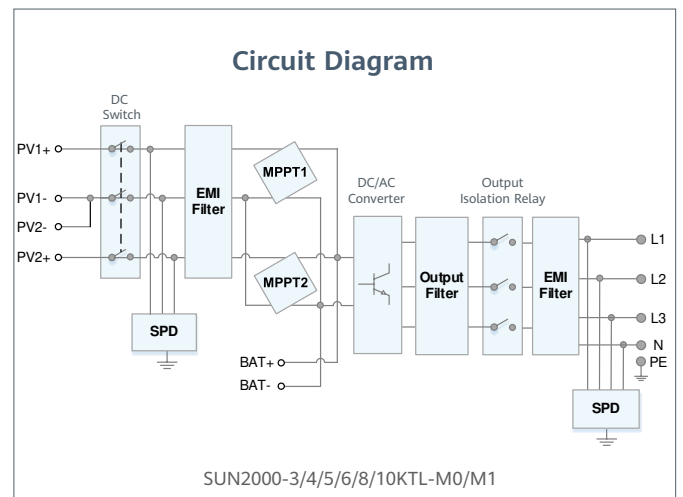 Circuit Diagram
DC
Switch
PV1+
PV1-
PV2-
PV2+
EMI
Filter
MPPT1
MPPT2
SPD
BAT+
BAT-
DC/AC
Converter
Output
Filter
Output
Isolation Relay
EMI
Filter
L1
L2
L3
N
PE
SPD
SUN2000-3/4/5/6/8/10KTL-M0/M1